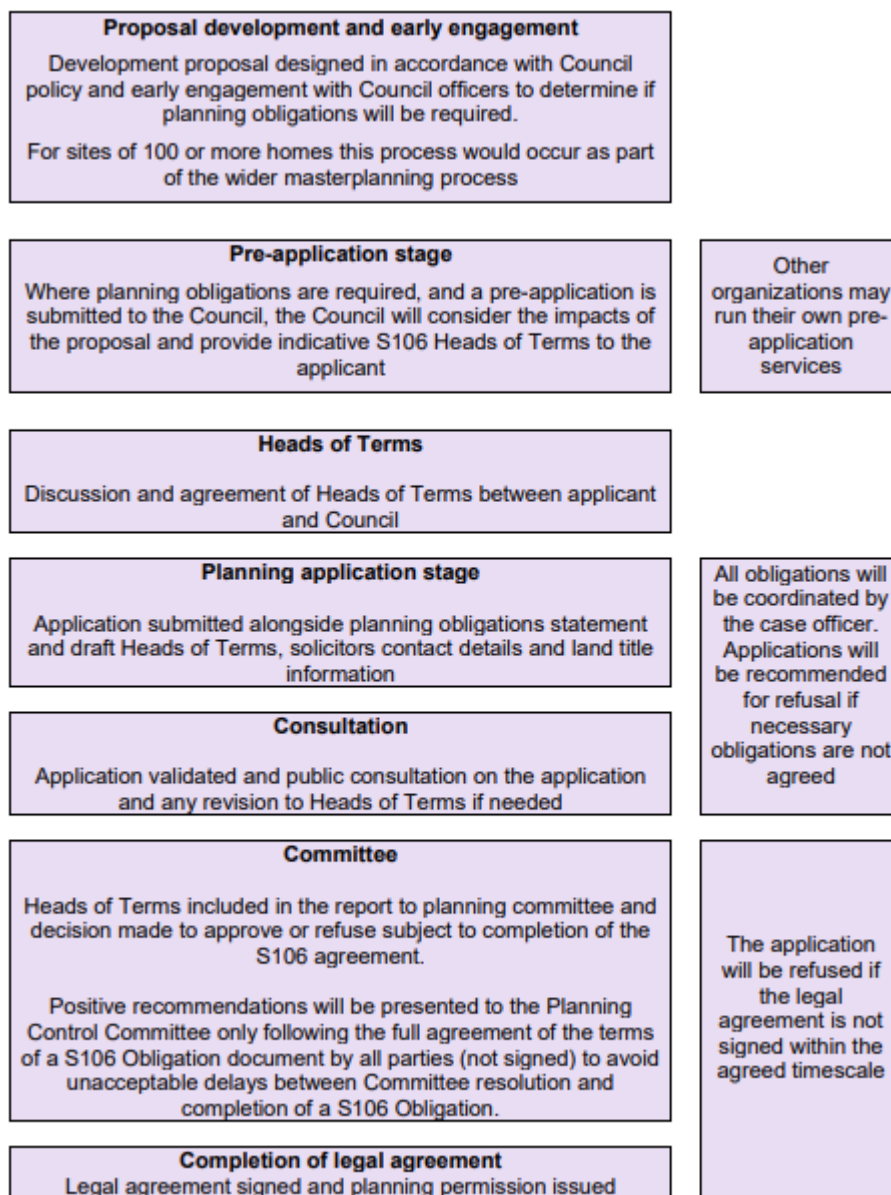 Proposal development and early engagement
Development proposal designed in accordance with Council
policy and early engagement with Council officers to determine if
planning obligations will be required.
For sites of 100 or more homes this process would occur as part
of the wider masterplanning process
Pre-application stage
Where planning obligations are required, and a pre-application is
submitted to the Council, the Council will consider the impacts of
the proposal and provide indicative S106 Heads of Terms to the
applicant
Other
organizations may
run their own pre-
application
services
Heads of Terms
Discussion and agreement of Heads of Terms between applicant
and Council
Planning application stage
Application submitted alongside planning obligations statement
and draft Heads of Terms, solicitors contact details and land title
information
Consultation
Application validated and public consultation on the application
and any revision to Heads of Terms if needed
All obligations will
be coordinated by
the case officer.
Applications will
be recommended
for refusal if
necessary
obligations are not
agreed
Committee
Heads of Terms included in the report to planning committee and
decision made to approve or refuse subject to completion of the
S106 agreement.
Positive recommendations will be presented to the Planning
Control Committee only following the full agreement of the terms
of a S106 Obligation document by all parties (not signed) to avoid
unacceptable delays between Committee resolution and
completion of a S106 Obligation.
Completion of legal agreement
Legal agreement signed and planning permission issued
The application
will be refused if
the legal
agreement is not
signed within the
agreed timescale